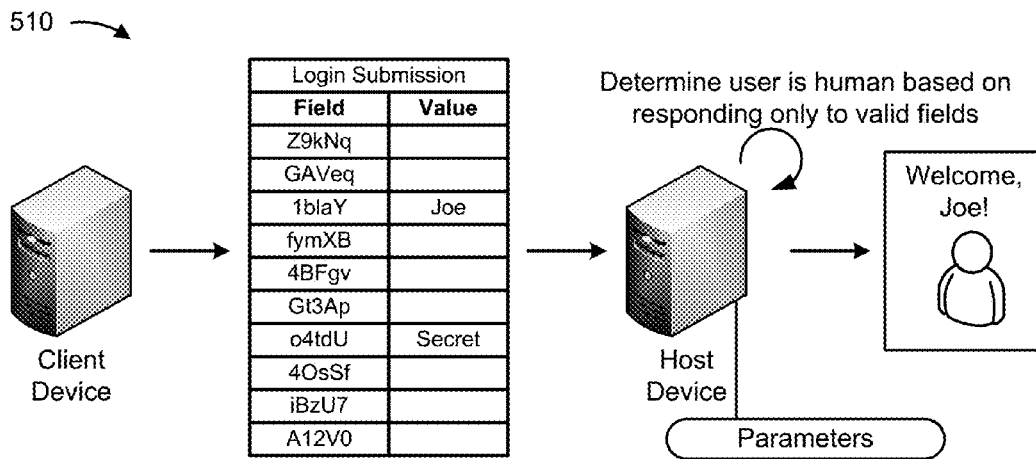 510
Login Submission
Field Value
Z9kNq
GAVeq
1blaY Joe
fymXB
4BFgv
Gt3Ap
o4tdU Secret
4OsSf
iBzU7
A12V0
Client
Device
Determine user is human based on
responding only to valid fields
Host
Device
Parameters
Welcome,
Joe!